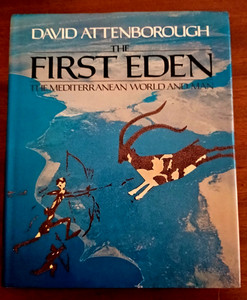 DAVID ATTENBOROUGH
THE
FIRST EDEN
THE MEDITERRANEAN WORLD AND MAN